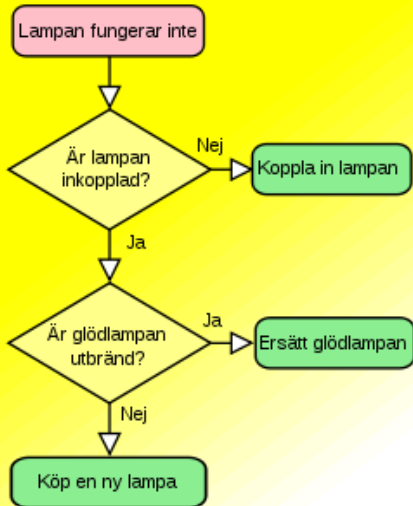 Lampan fungerar inte
Är lampan
inkopplad?
Nej
Koppla in lampan
Ja
Är glödlampan
utbränd?
Ja
Ersätt glödlampan
Nej
Köp en ny lampa